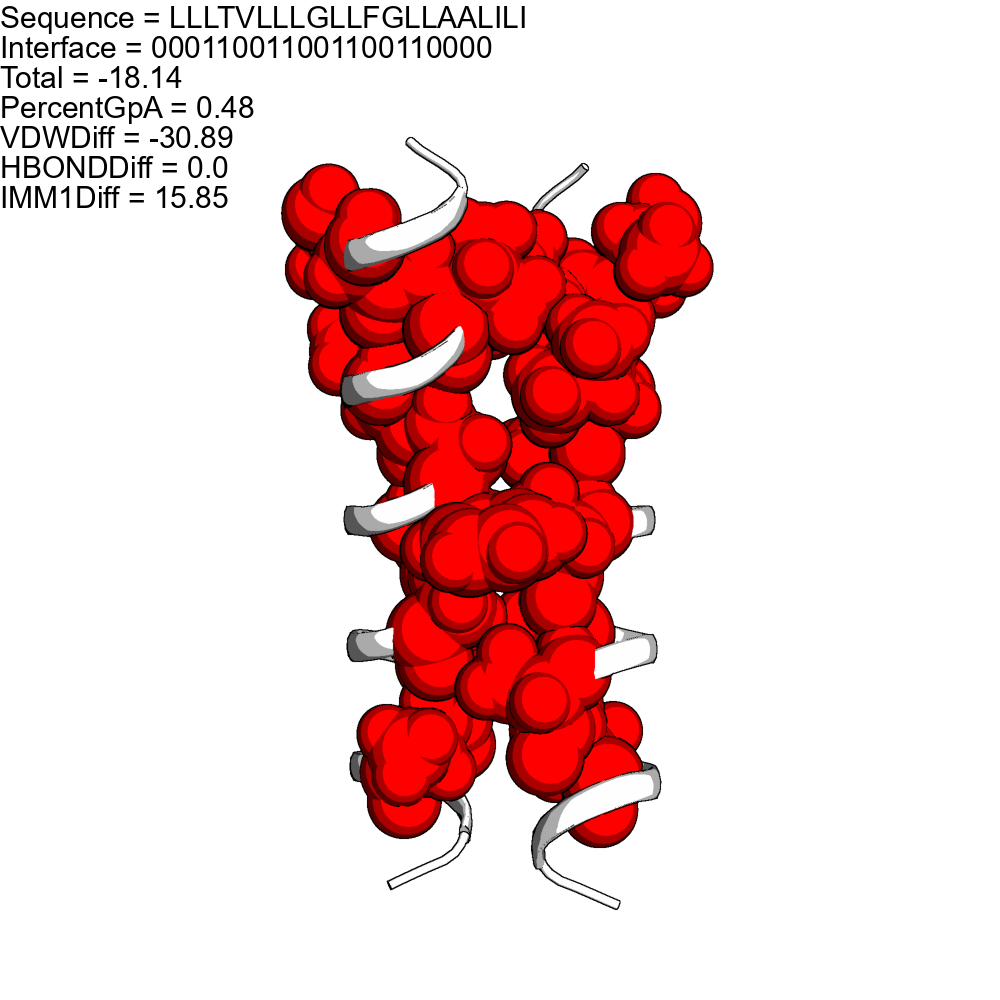 Sequence = LLLTVLLLGLLFGLLAALILI
Interface = 000110011001100110000
Total = -18.14
PercentGpA = 0.48
VDWDiff = -30.89
HBONDDiff = 0.0
IMM1Diff = 15.85